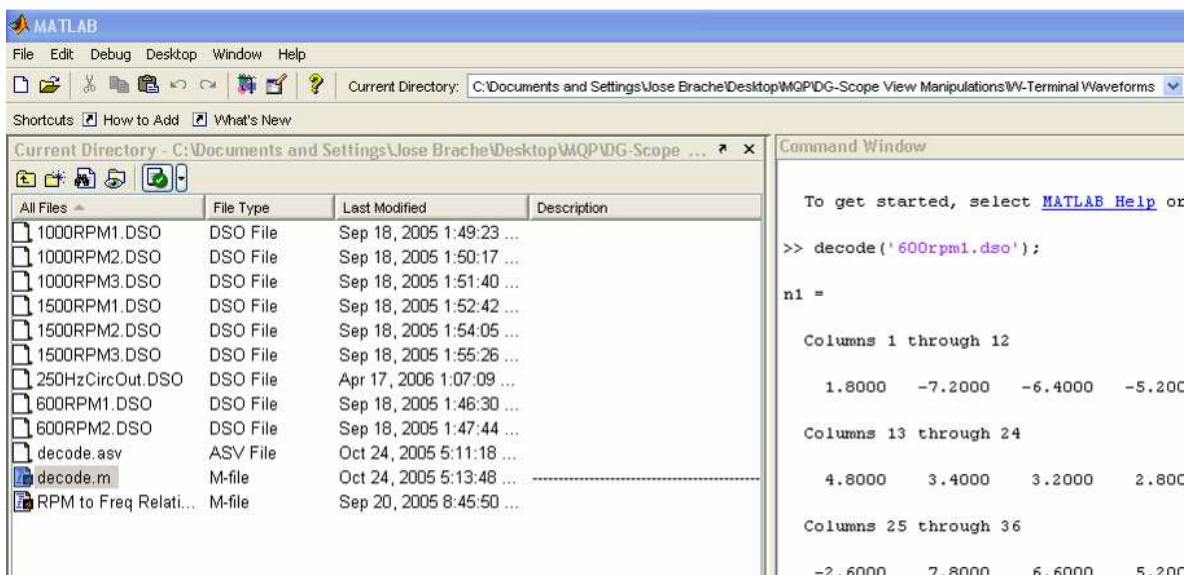 MATLAB
File Edit Debug Desktop Window Help
Current Directory: C:\Documents and Settings\Jose Brache\Desktop\MQP\DG-Scope View Manipulations\W-Terminal Waveforms
Shortcuts How to Add What's New
Current Directory - C:\Documents and Settings\Jose Brache\Desktop\MQP\DG-Scope ...
All Files File Type Last Modified Description
1000RPM1.DSO DSO File Sep 18, 2005 1:49:23 ...
1000RPM2.DSO DSO File Sep 18, 2005 1:50:17 ...
1000RPM3.DSO DSO File Sep 18, 2005 1:51:40 ...
1500RPM1.DSO DSO File Sep 18, 2005 1:52:42 ...
1500RPM2.DSO DSO File Sep 18, 2005 1:54:05 ...
1500RPM3.DSO DSO File Sep 18, 2005 1:55:26 ...
250HzCircOut.DSO DSO File Apr 17, 2006 1:07:09 ...
600RPM1.DSO DSO File Sep 18, 2005 1:46:30 ...
600RPM2.DSO DSO File Sep 18, 2005 1:47:44 ...
decode.asv ASV File Oct 24, 2005 5:11:18 ...
decode.m M-file Oct 24, 2005 5:13:48 ...
RPM to Freq Relati... M-file Sep 20, 2005 8:45:50 ...
Command Window
To get started, select MATLAB Help or
>> decode('600rpm1.dso');
n1 =
Columns 1 through 12
1.8000 -7.2000 -6.4000 -5.200
Columns 13 through 24
4.8000 3.4000 3.2000 2.800
Columns 25 through 36
-2.6000 7.8000 6.6000 5.200